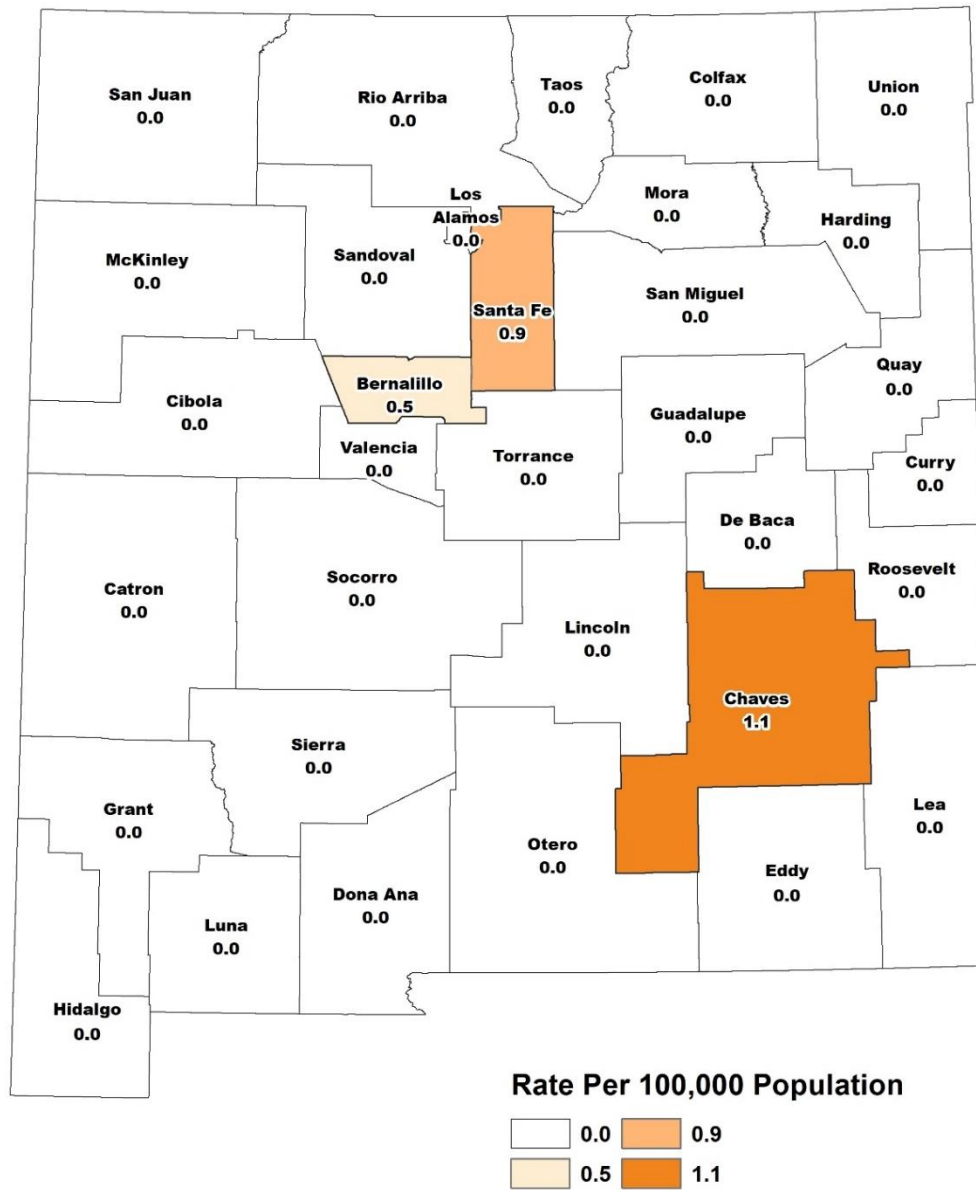 San Juan
0.0
Rio Arriba
0.0
Taos
0.0
Colfax
0.0
Union
0.0
Los
Alamos
0.0
Mora
0.0
Harding
0.0
McKinley
0.0
Sandoval
0.0
Santa Fe
0.9
San Miguel
0.0
Quay
0.0
Cibola
0.0
Bernalillo
0.5
Valencia
0.0
Torrance
0.0
Guadalupe
0.0
Curry
0.0
De Baca
0.0
Roosevelt
0.0
Catron
0.0
Socorro
0.0
Lincoln
0.0
Chaves
1.1
Sierra
0.0
Grant
0.0
Otero
0.0
Lea
0.0
Eddy
0.0
Dona Ana
0.0
Luna
0.0
Hidalgo
0.0
Rate Per 100,000 Population
0.0 0.9
0.5 1.1